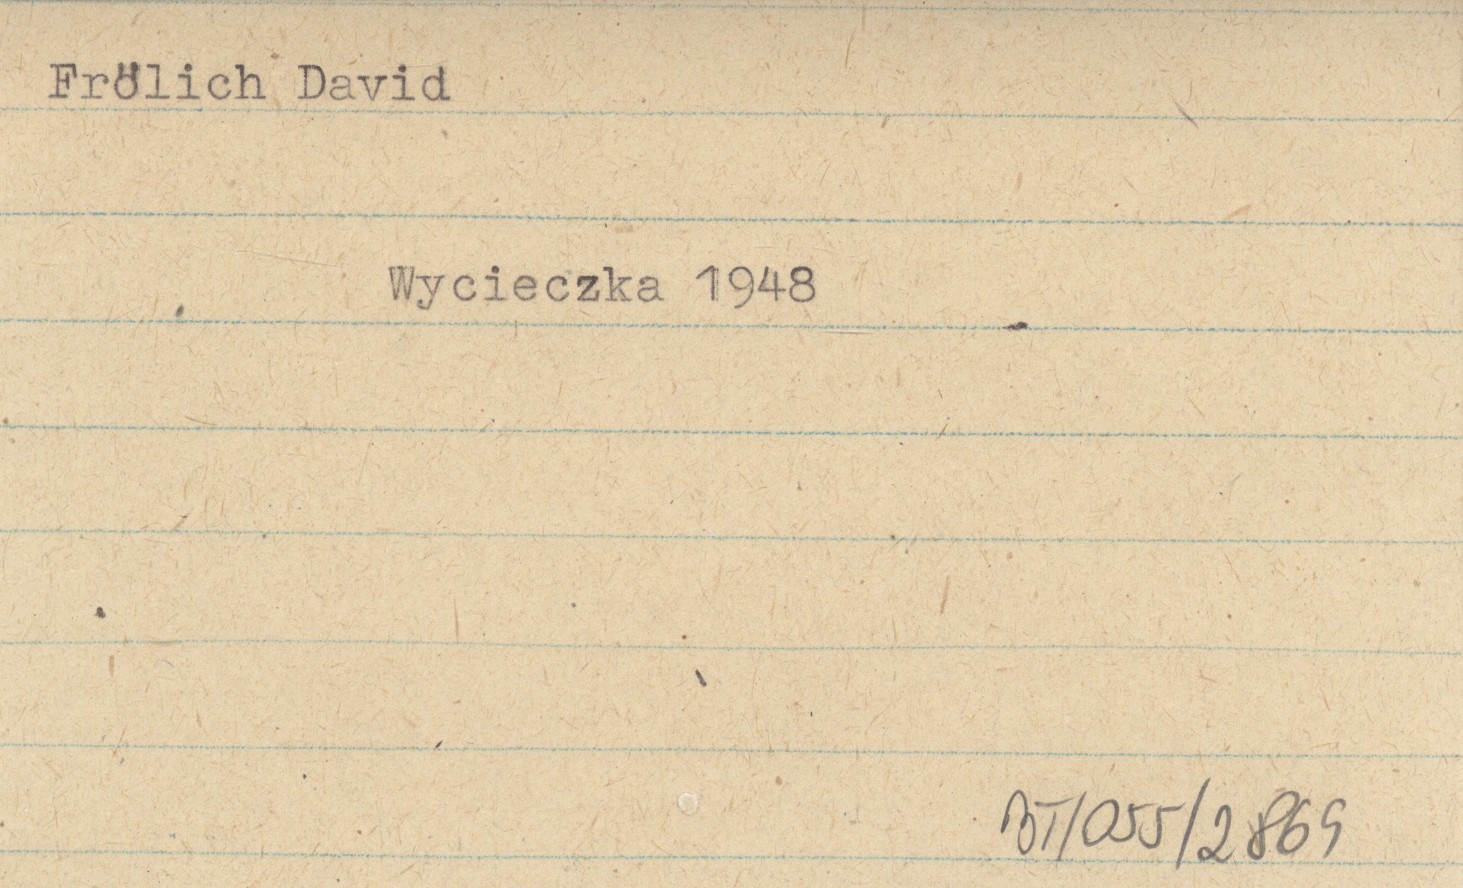 Frölich David
Wycieczka 1948
BT/055/2869